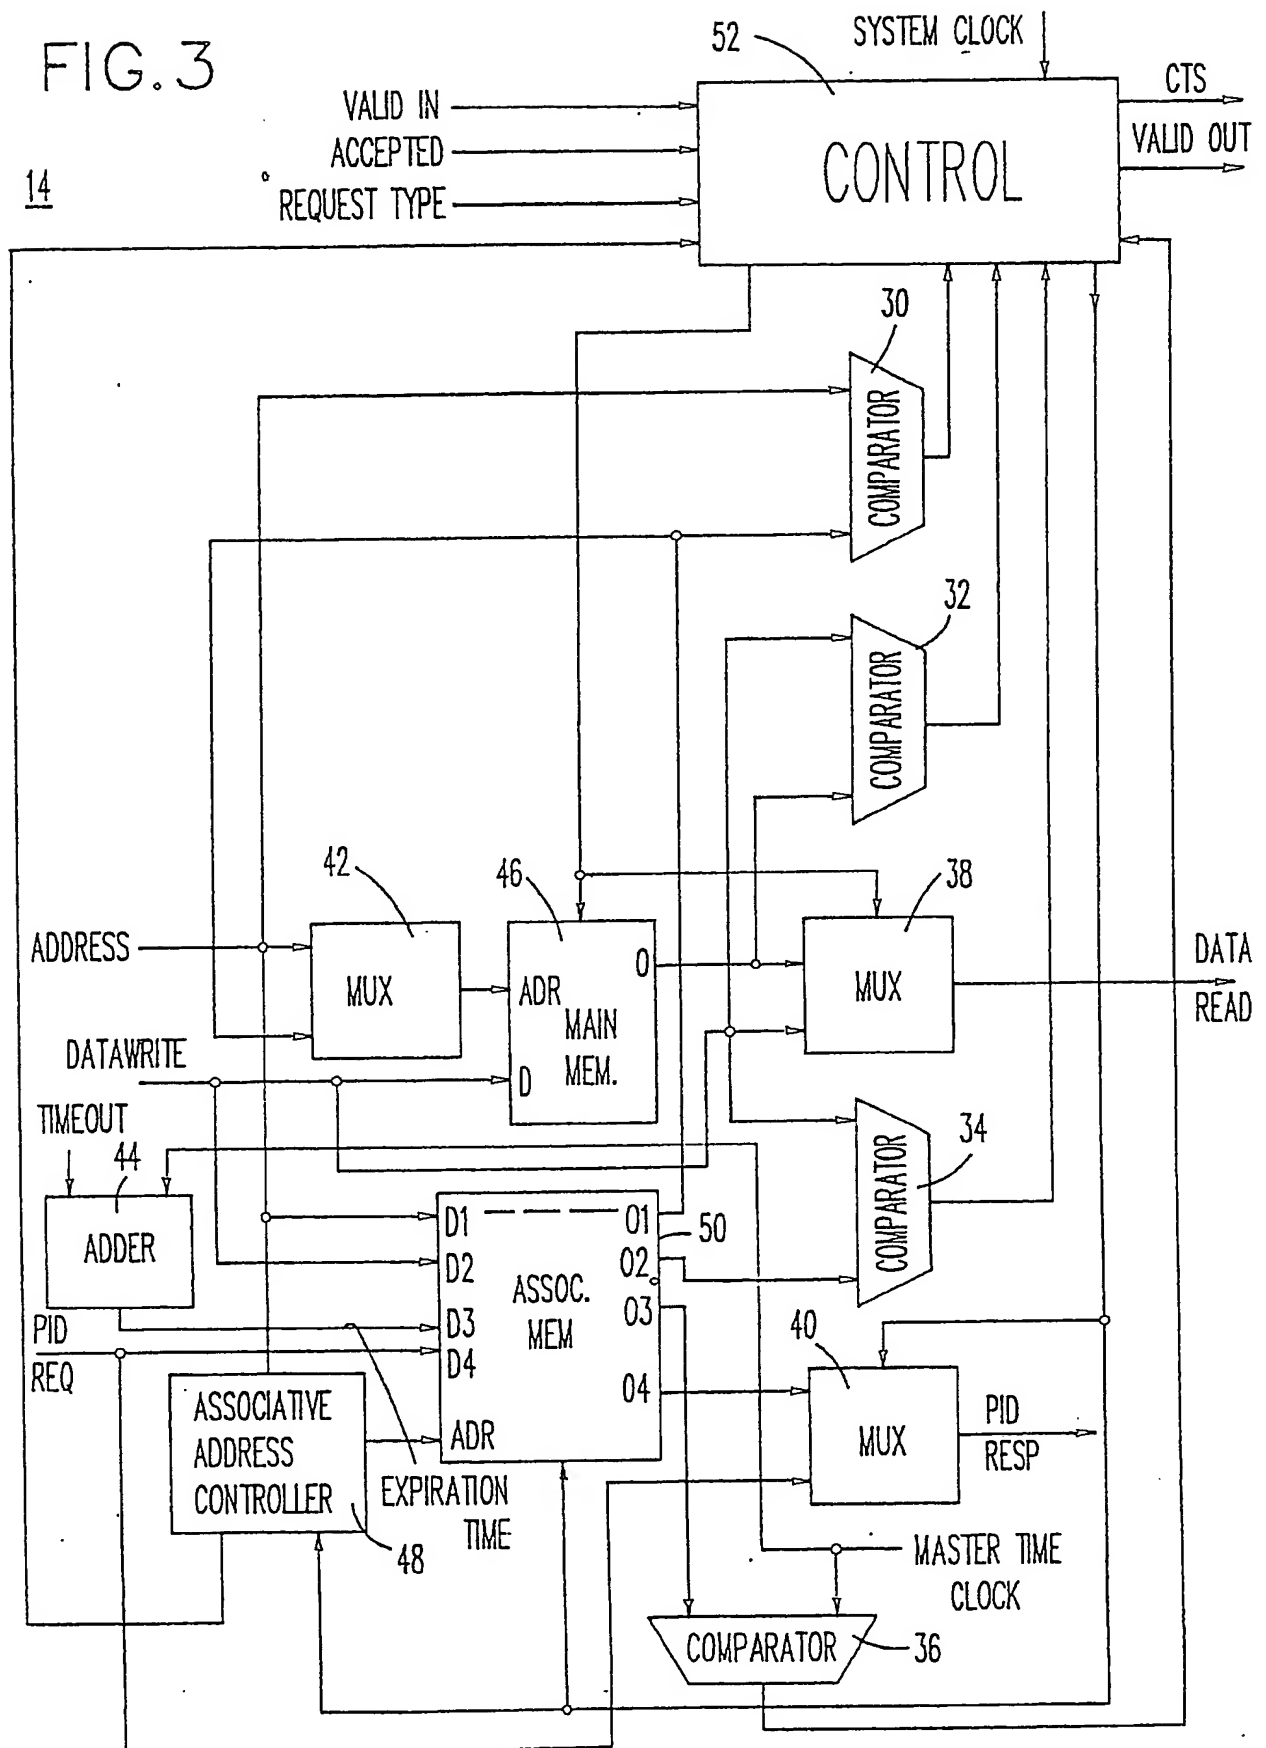 FIG. 3
52
SYSTEM CLOCK
CTS
VALID IN
VALID OUT
ACCEPTED
CONTROL
14
REQUEST TYPE
30
COMPARATOR
32
COMPARATOR
42
46
38
ADDRESS
MUX
ADR
O
MAIN
MEM.
D
MUX
DATA
READ
DATAWRITE
TIMEOUT
44
34
COMPARATOR
ADDER
D1
O1
50
D2
O2
ASSOC.
MEM
D3
O3
PID
REQ
D4
O4
40
ASSOCIATIVE
ADDRESS
CONTROLLER
ADR
MUX
PID
RESP
EXPIRATION
TIME
48
MASTER TIME
CLOCK
COMPARATOR
36